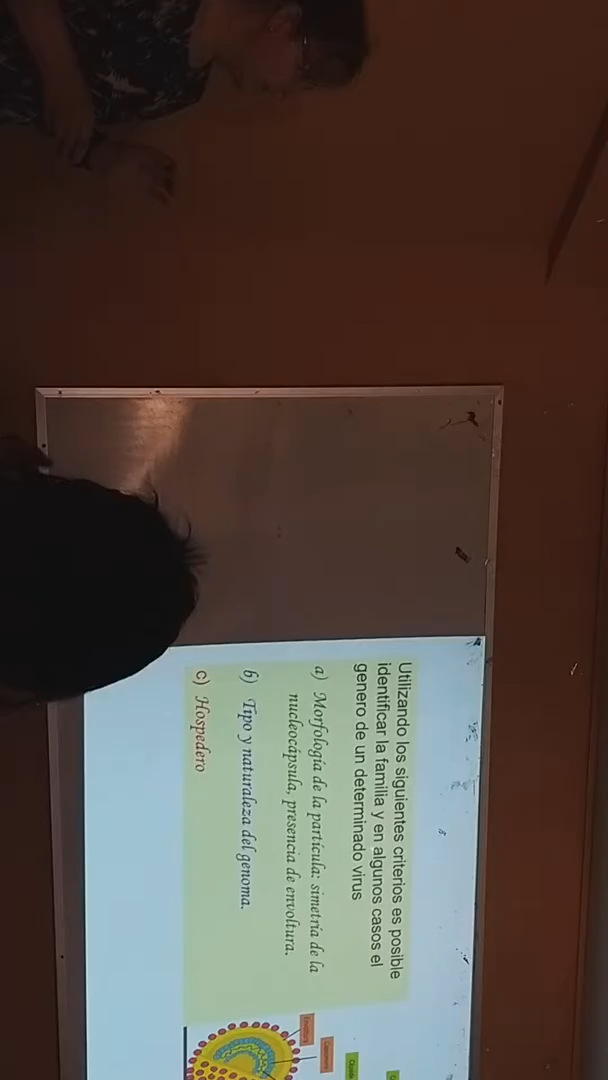 Utilizando los siguientes criterios es posible
identificar la familia y en algunos casos el
genero de un determinado virus
a) Morfología de la partícula: simetría de la
nucleocápsula, presencia de envoltura.
b) Tipo y naturaleza del genoma.
c) Hospedero